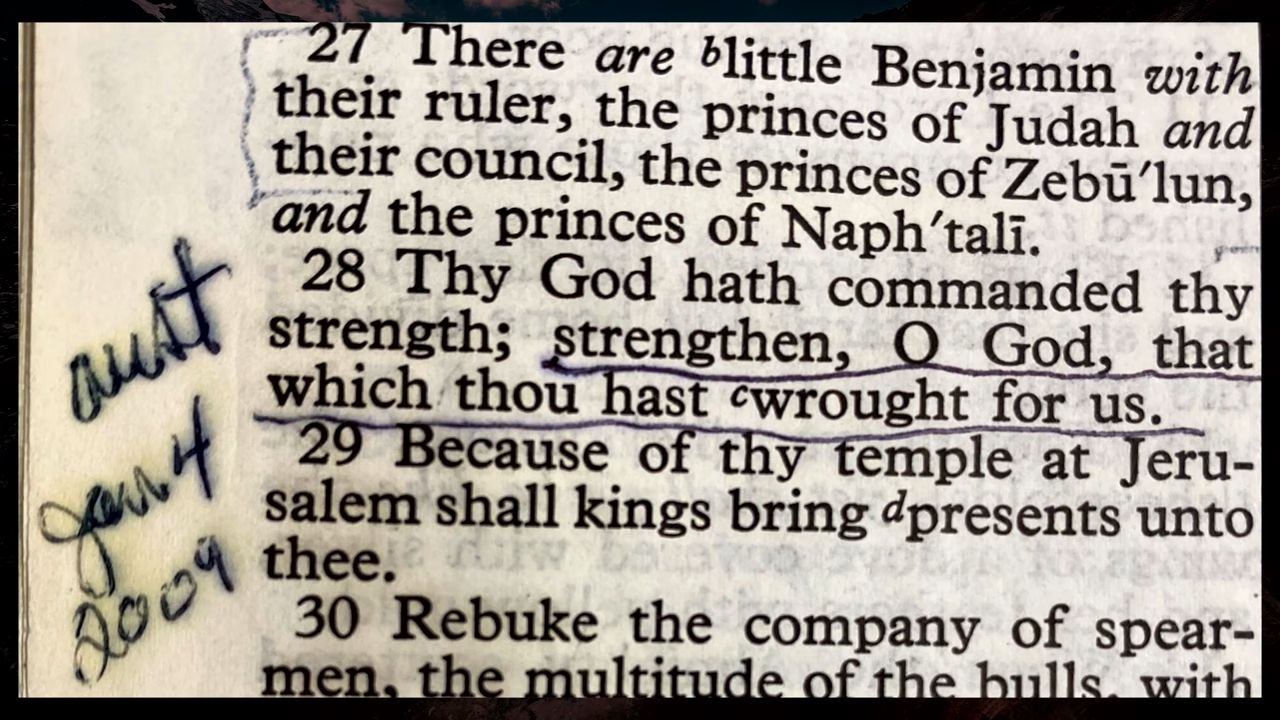 27 There are blittle Benjamin with
their ruler, the princes of Judah and
their council, the princes of Zebū′lun,
and the princes of Naph′talī.
28 Thy God hath commanded thy
strength; strengthen, O God, that
which thou hast cwrought for us.
29 Because of thy temple at Jeru-
salem shall kings bring dpresents unto
thee.
30 Rebuke the company of spear-
men, the multitude of the bulls, with
aunt
Jan 4
2009